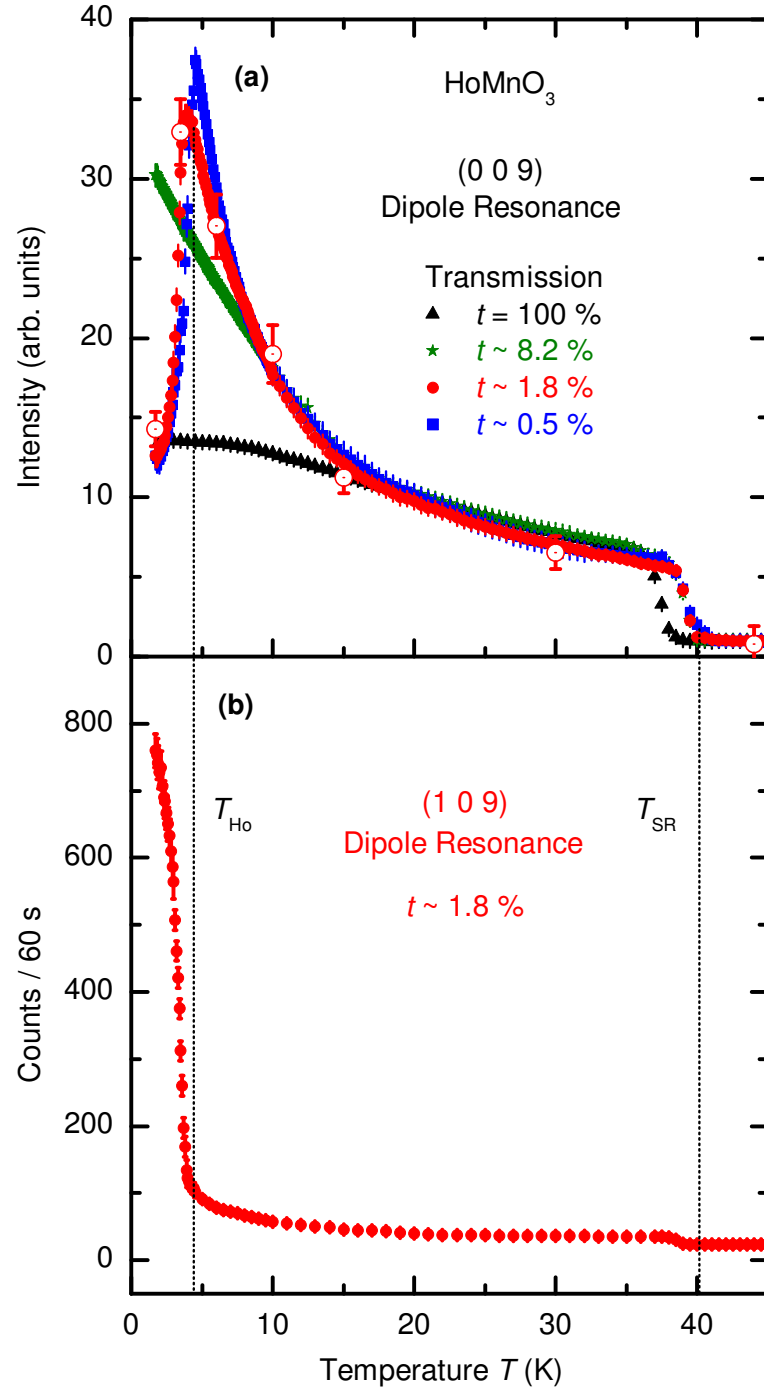 40
30
20
10
0
Intensity (arb. units)
(a)
HoMnO₃
(0 0 9)
Dipole Resonance
Transmission
t = 100 %
t ~ 8.2 %
t ~ 1.8 %
t ~ 0.5 %
800
600
400
200
0
Counts / 60 s
(b)
T_Ho
T_SR
(1 0 9)
Dipole Resonance
t ~ 1.8 %
0 10 20 30 40
Temperature T (K)